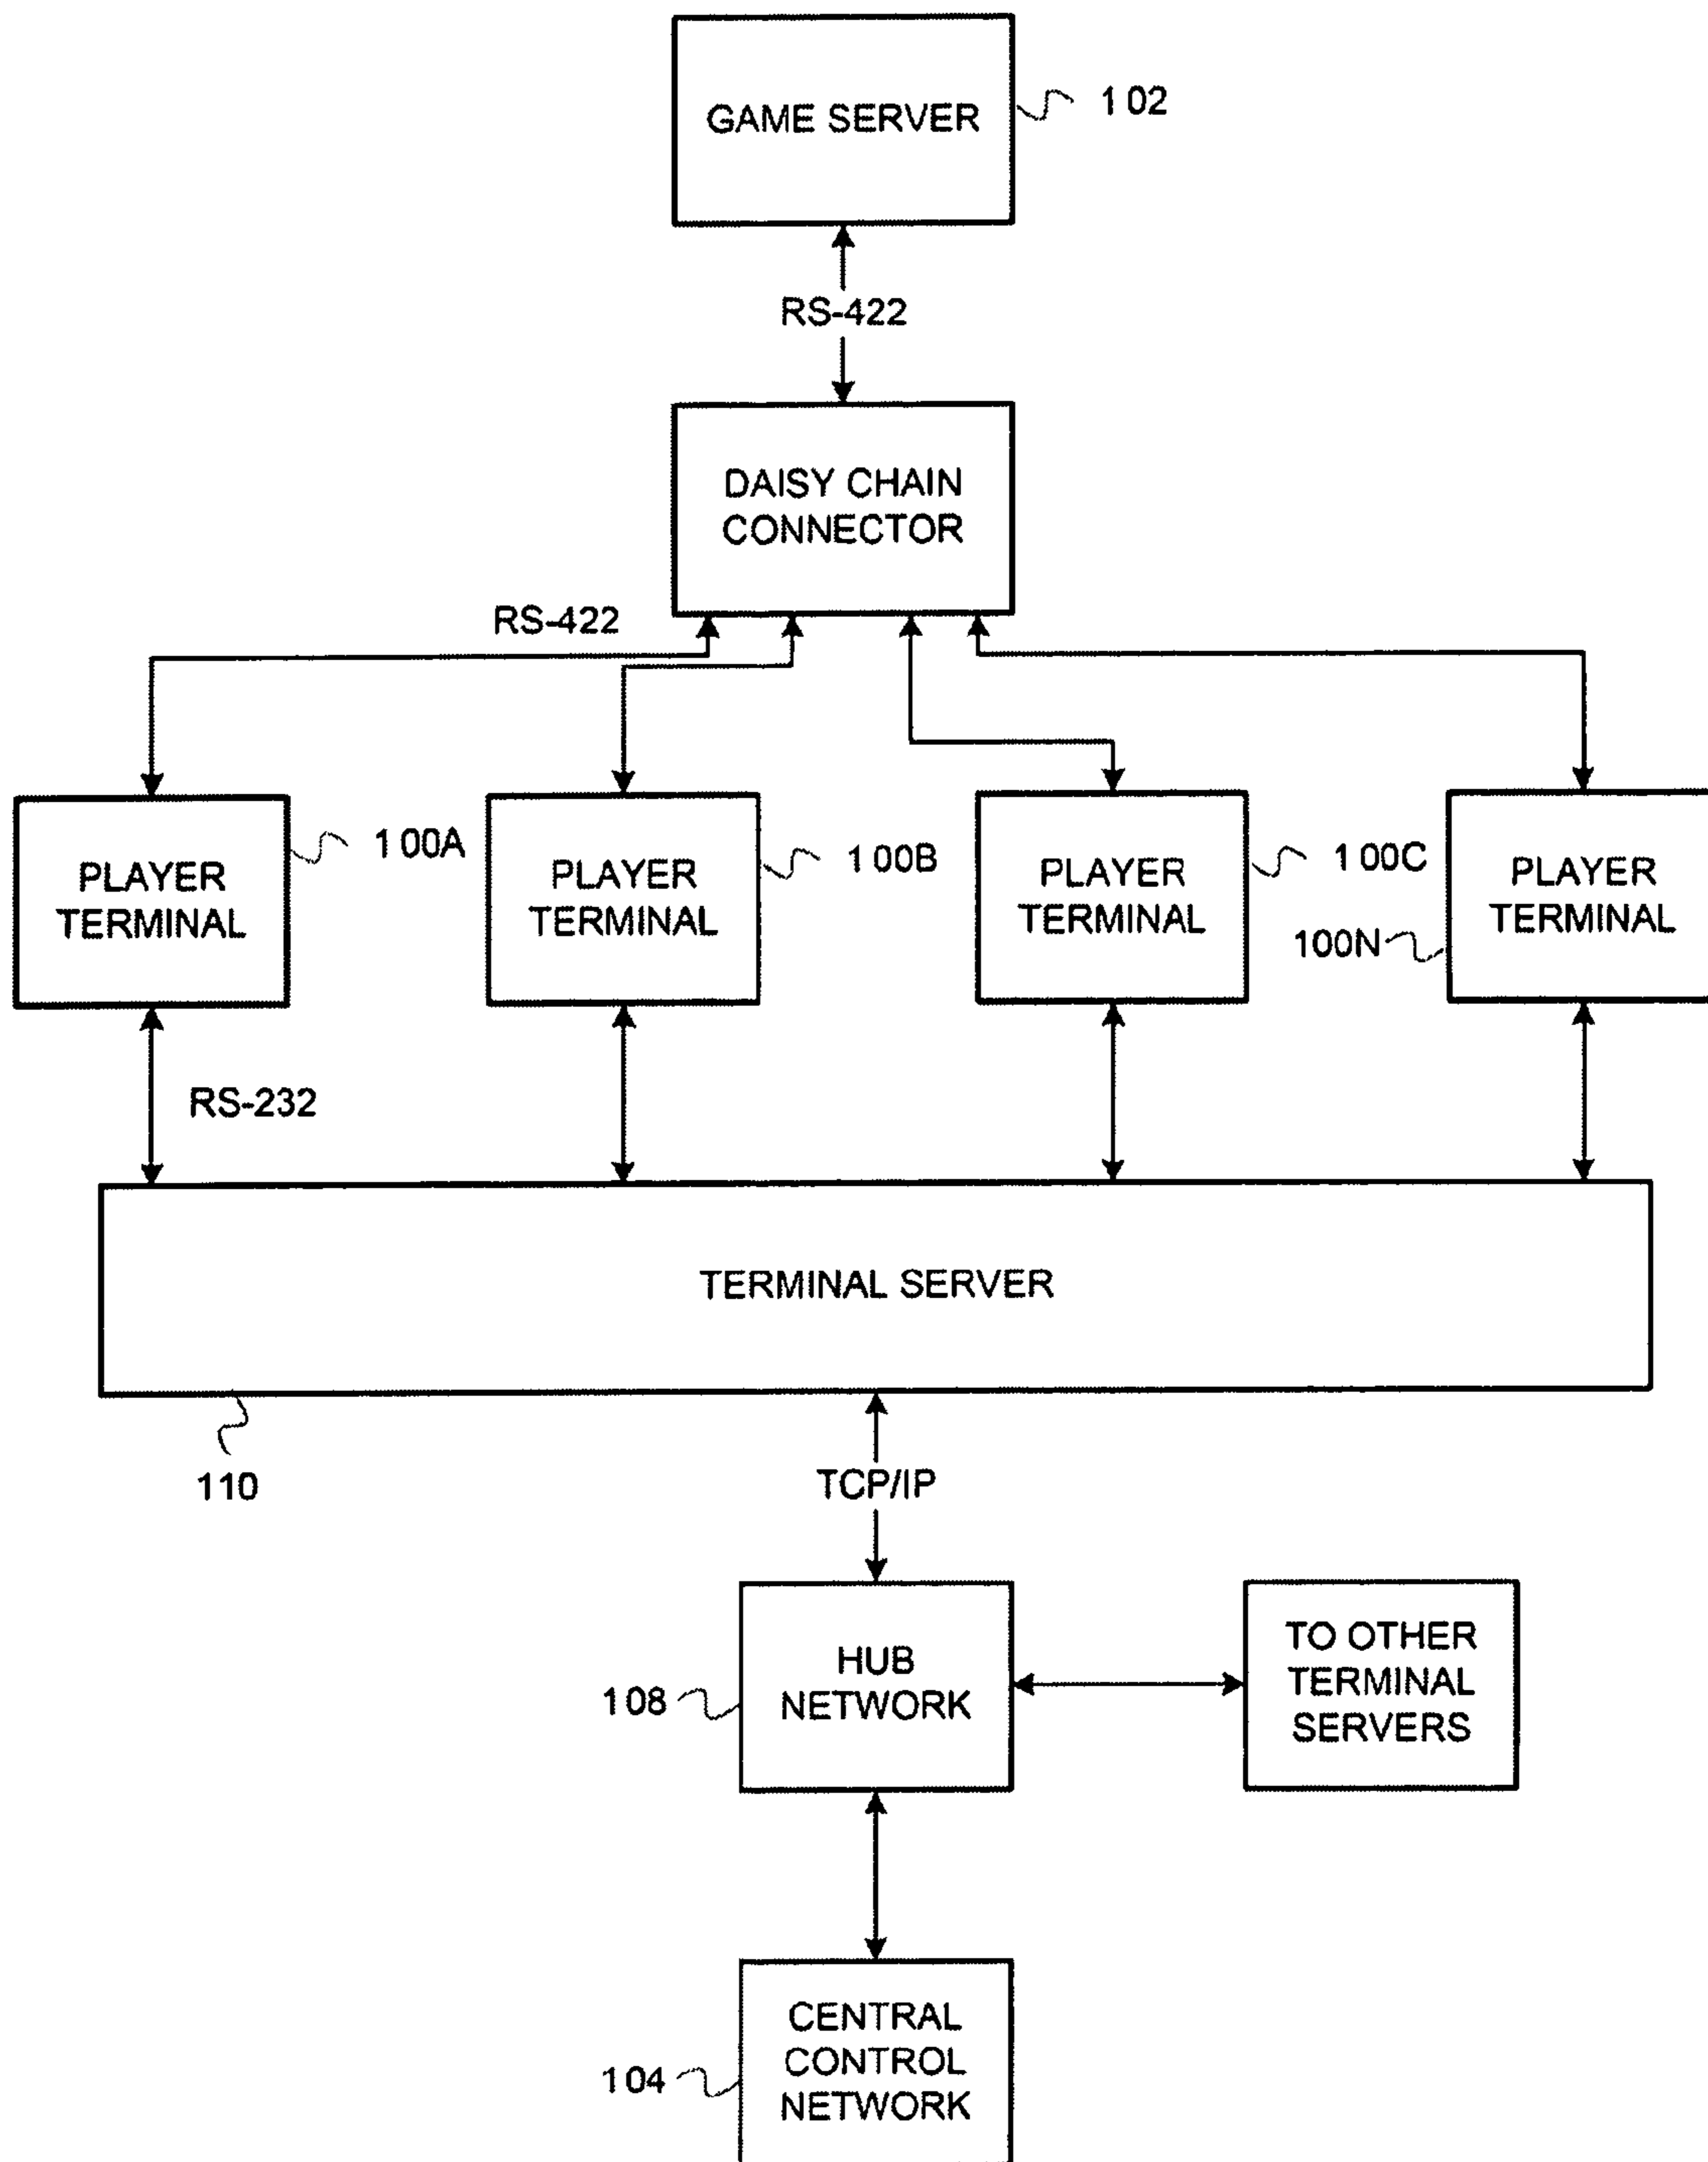 GAME SERVER
102
RS-422
DAISY CHAIN
CONNECTOR
RS-422
PLAYER
TERMINAL
100A
PLAYER
TERMINAL
100B
PLAYER
TERMINAL
100C
PLAYER
TERMINAL
100N
RS-232
TERMINAL SERVER
110
TCP/IP
HUB
NETWORK
108
TO OTHER
TERMINAL
SERVERS
CENTRAL
CONTROL
NETWORK
104